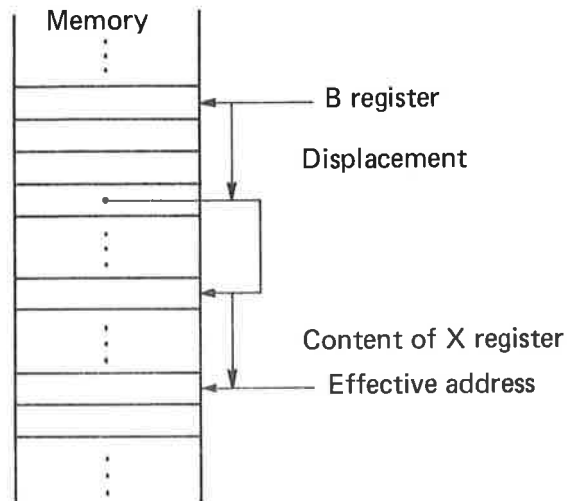 Memory
B register
Displacement
Content of X register
Effective address